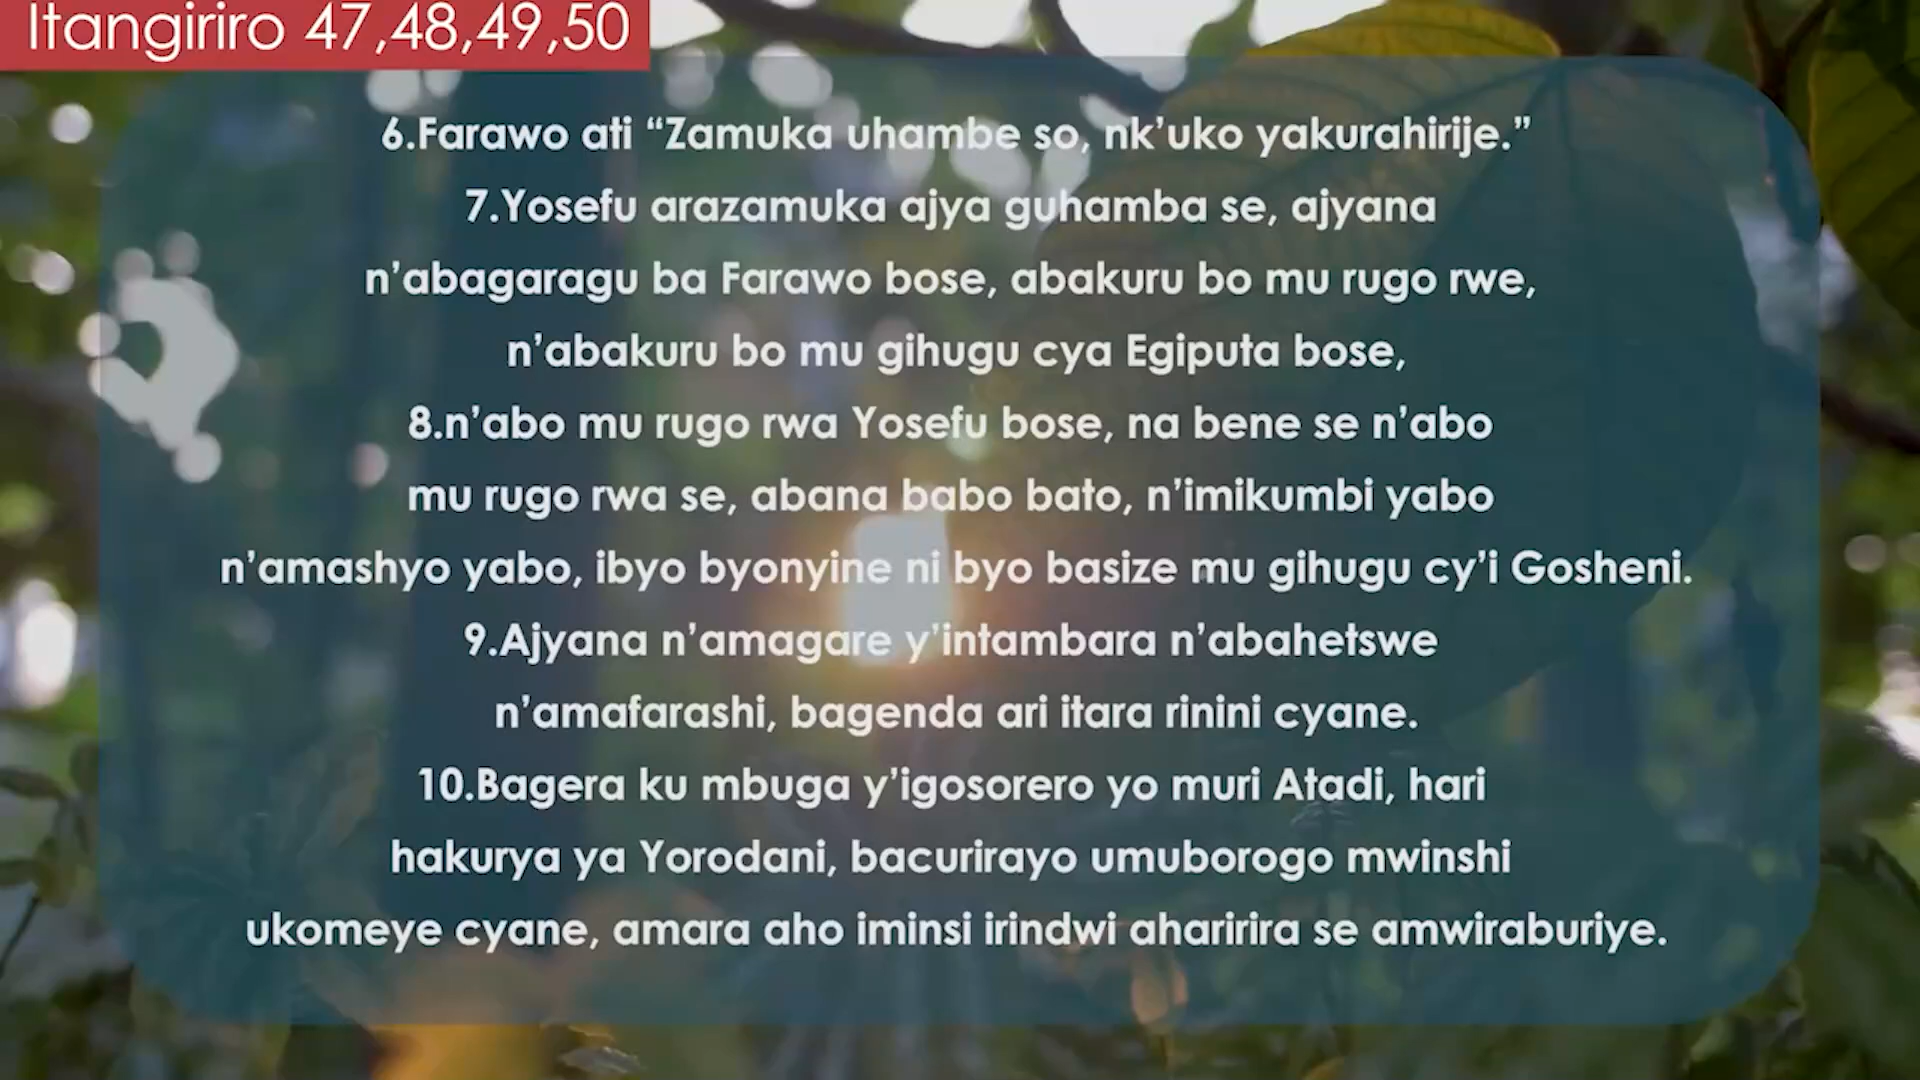 Itangiriro 47,48,49,50
6.Farawo ati “Zamuka uhambe so, nk’uko yakurahirije.”
7.Yosefu arazamuka ajya guhamba se, ajyana
n’abagaragu ba Farawo bose, abakuru bo mu rugo rwe,
n’abakuru bo mu gihugu cya Egiputa bose,
8.n’abo mu rugo rwa Yosefu bose, na bene se n’abo
mu rugo rwa se, abana babo bato, n’imikumbi yabo
n’amashyo yabo, ibyo byonyine ni byo basize mu gihugu cy’i Gosheni.
9.Ajyana n’amagare y’intambara n’abahetswe
n’amafarashi, bagenda ari itara rinini cyane.
10.Bagera ku mbuga y’igosorero yo muri Atadi, hari
hakurya ya Yorodani, bacurirayo umuborogo mwinshi
ukomeye cyane, amara aho iminsi irindwi aharirira se amwiraburiye.